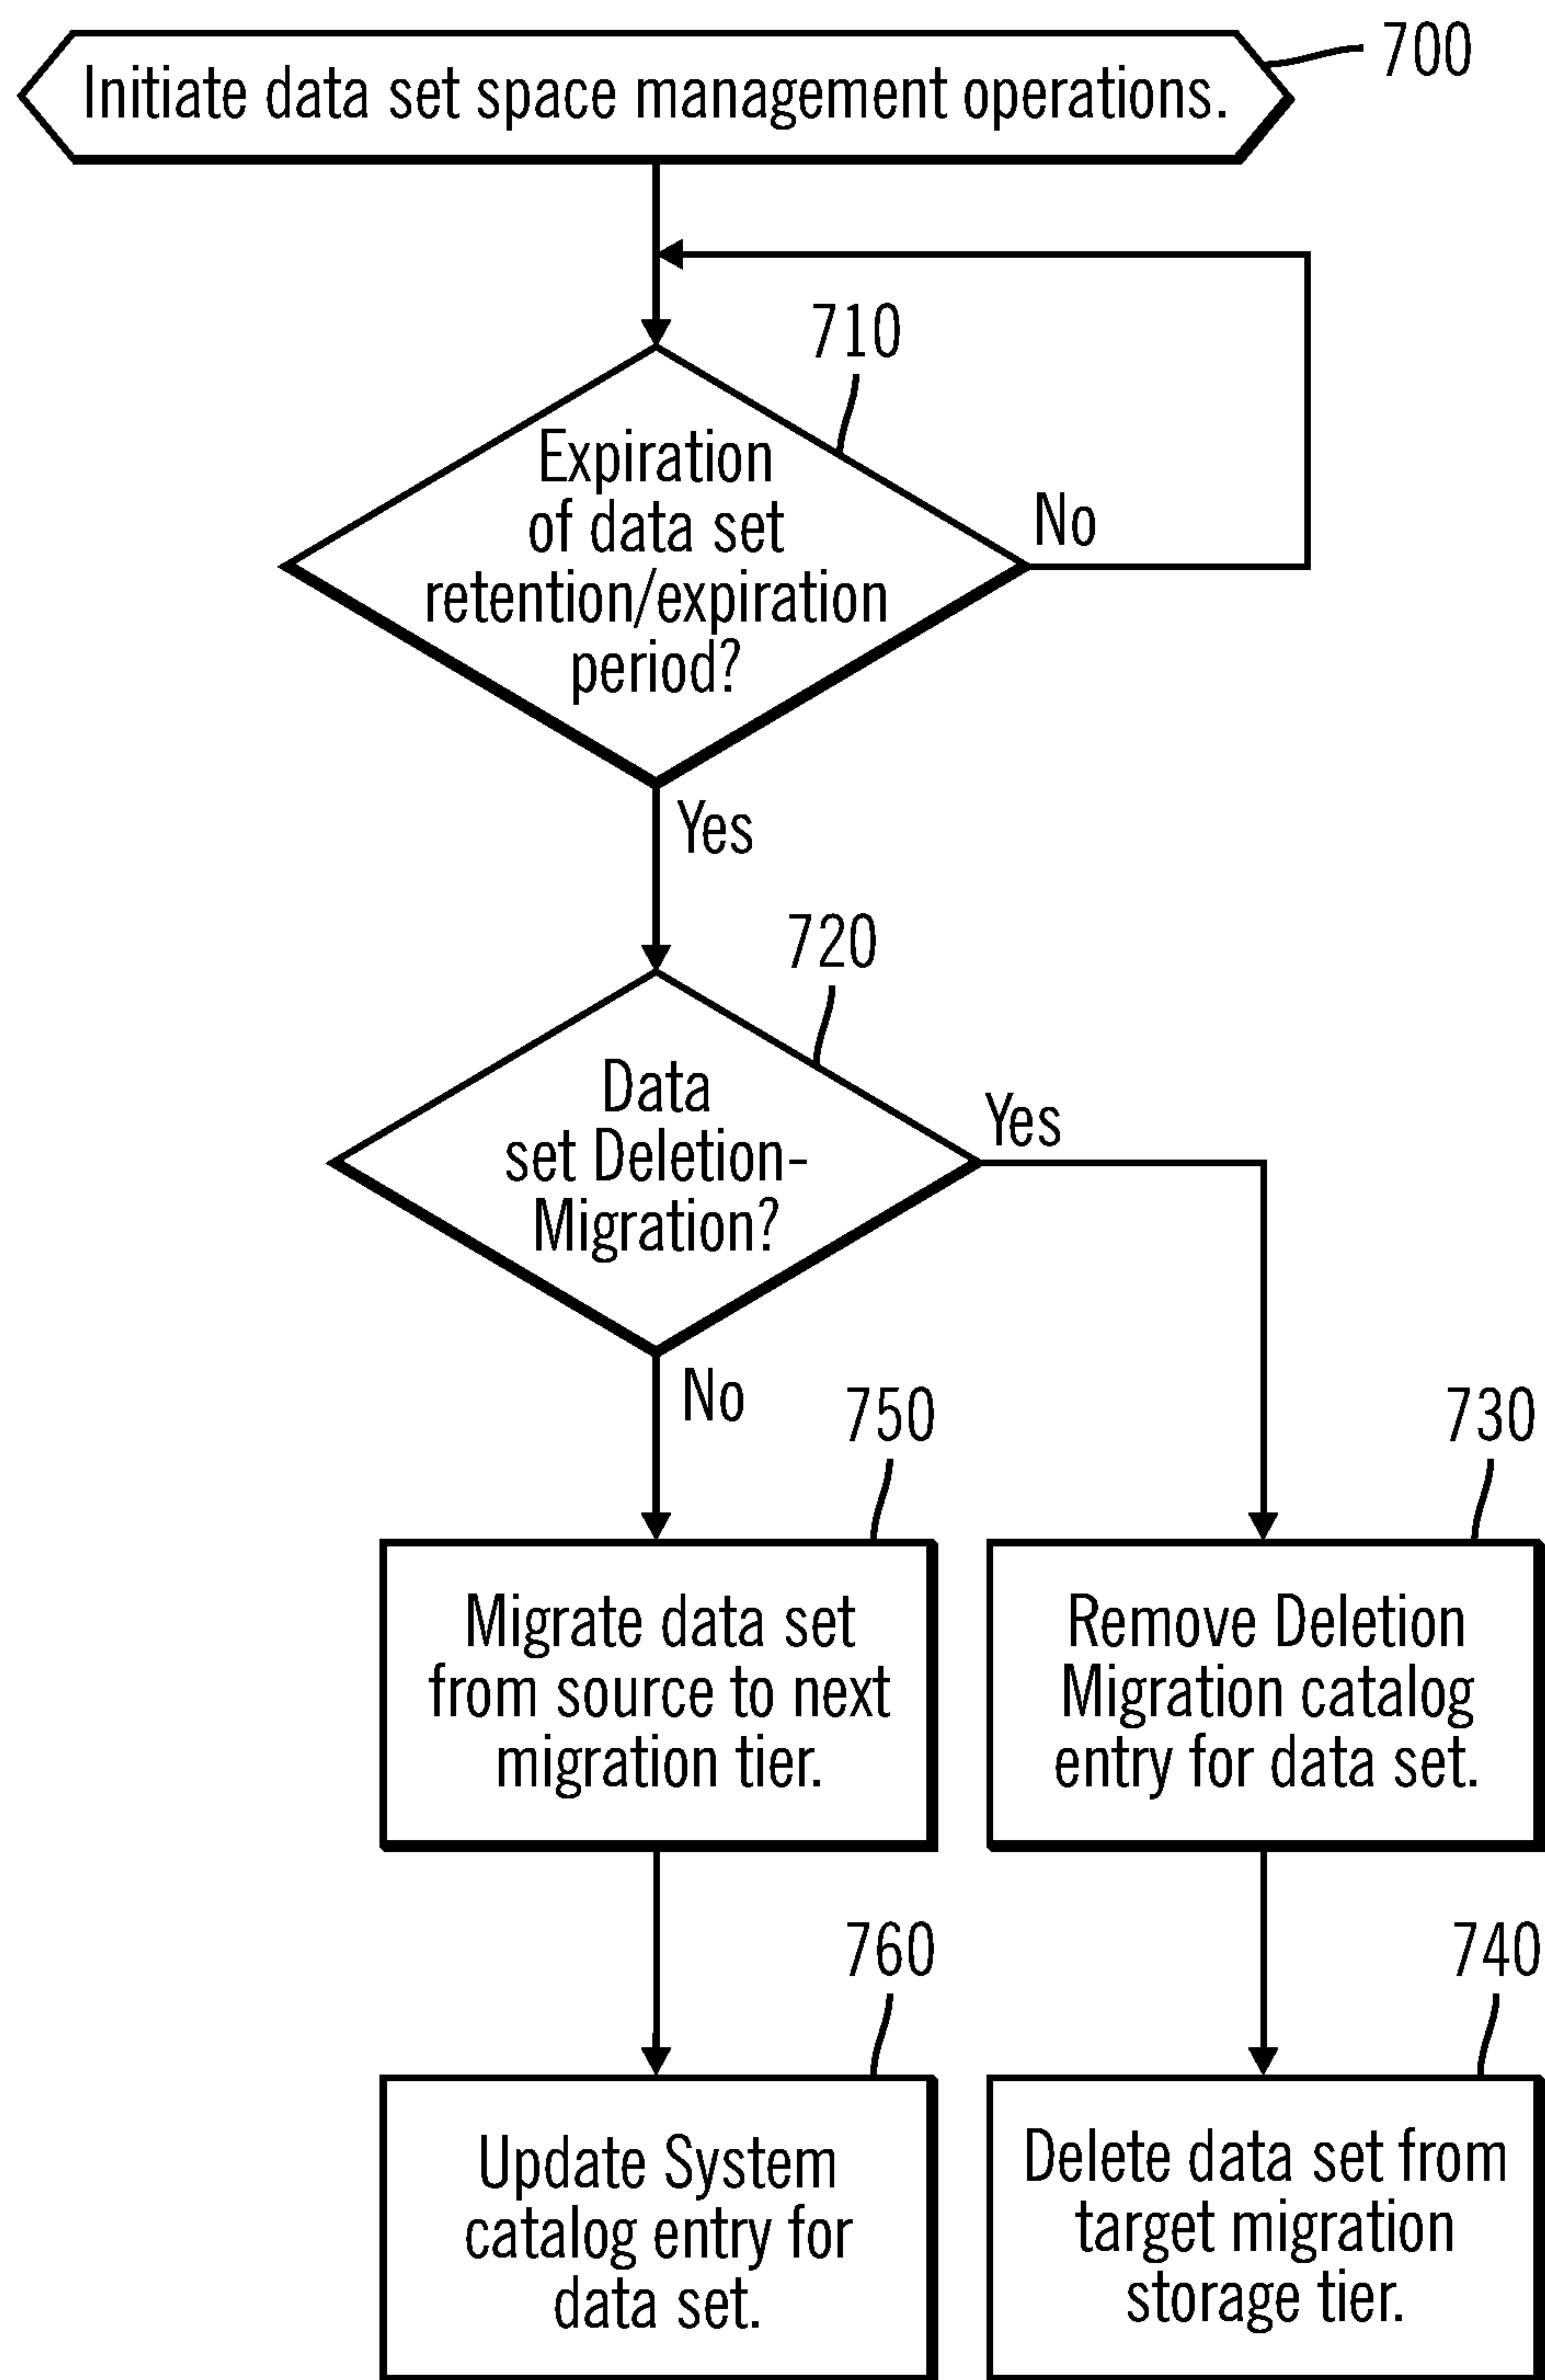 Initiate data set space management operations.
700
710
Expiration
of data set
retention/expiration
period?
No
Yes
720
Data
set Deletion-
Migration?
Yes
No
750
730
Migrate data set
from source to next
migration tier.
Remove Deletion
Migration catalog
entry for data set.
760
740
Update System
catalog entry for
data set.
Delete data set from
target migration
storage tier.